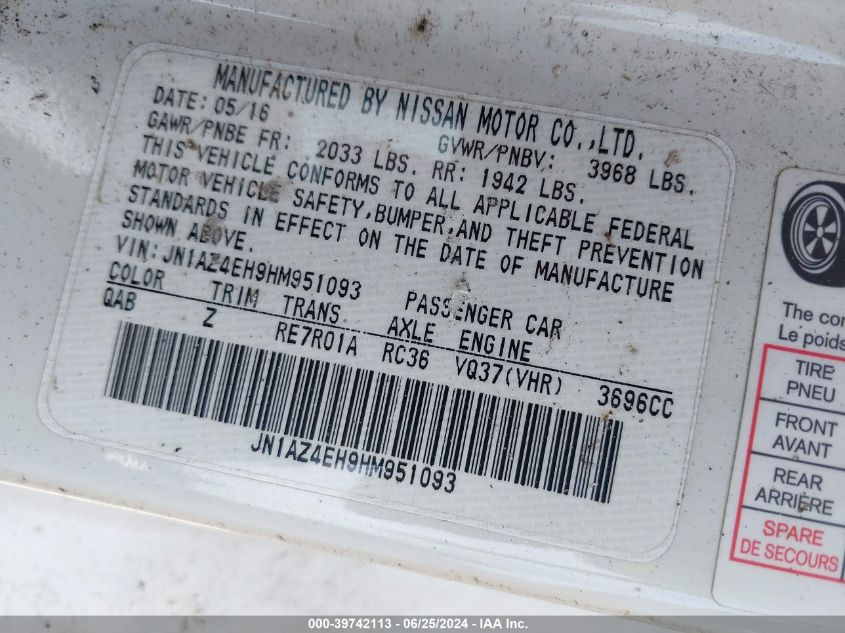 MANUFACTURED BY NISSAN MOTOR CO.,LTD.
DATE: 05/16 GVWR/PNBV: 3968 LBS.
GAWR/PNBE FR: 2033 LBS. RR: 1942 LBS.
THIS VEHICLE CONFORMS TO ALL APPLICABLE FEDERAL
MOTOR VEHICLE SAFETY,BUMPER,AND THEFT PREVENTION
STANDARDS IN EFFECT ON THE DATE OF MANUFACTURE
SHOWN ABOVE.
VIN:JN1AZ4EH9HM951093 PASSENGER CAR
COLOR TRIM TRANS AXLE ENGINE
QAB Z RE7R01A RC36 VQ37(VHR) 3696CC
JN1AZ4EH9HM951093
The co
Le poids
TIRE
PNEU
FRONT
AVANT
REAR
ARRIÈRE
SPARE
DE SECOURS
000-39742113 - 06/25/2024 - IAA Inc.